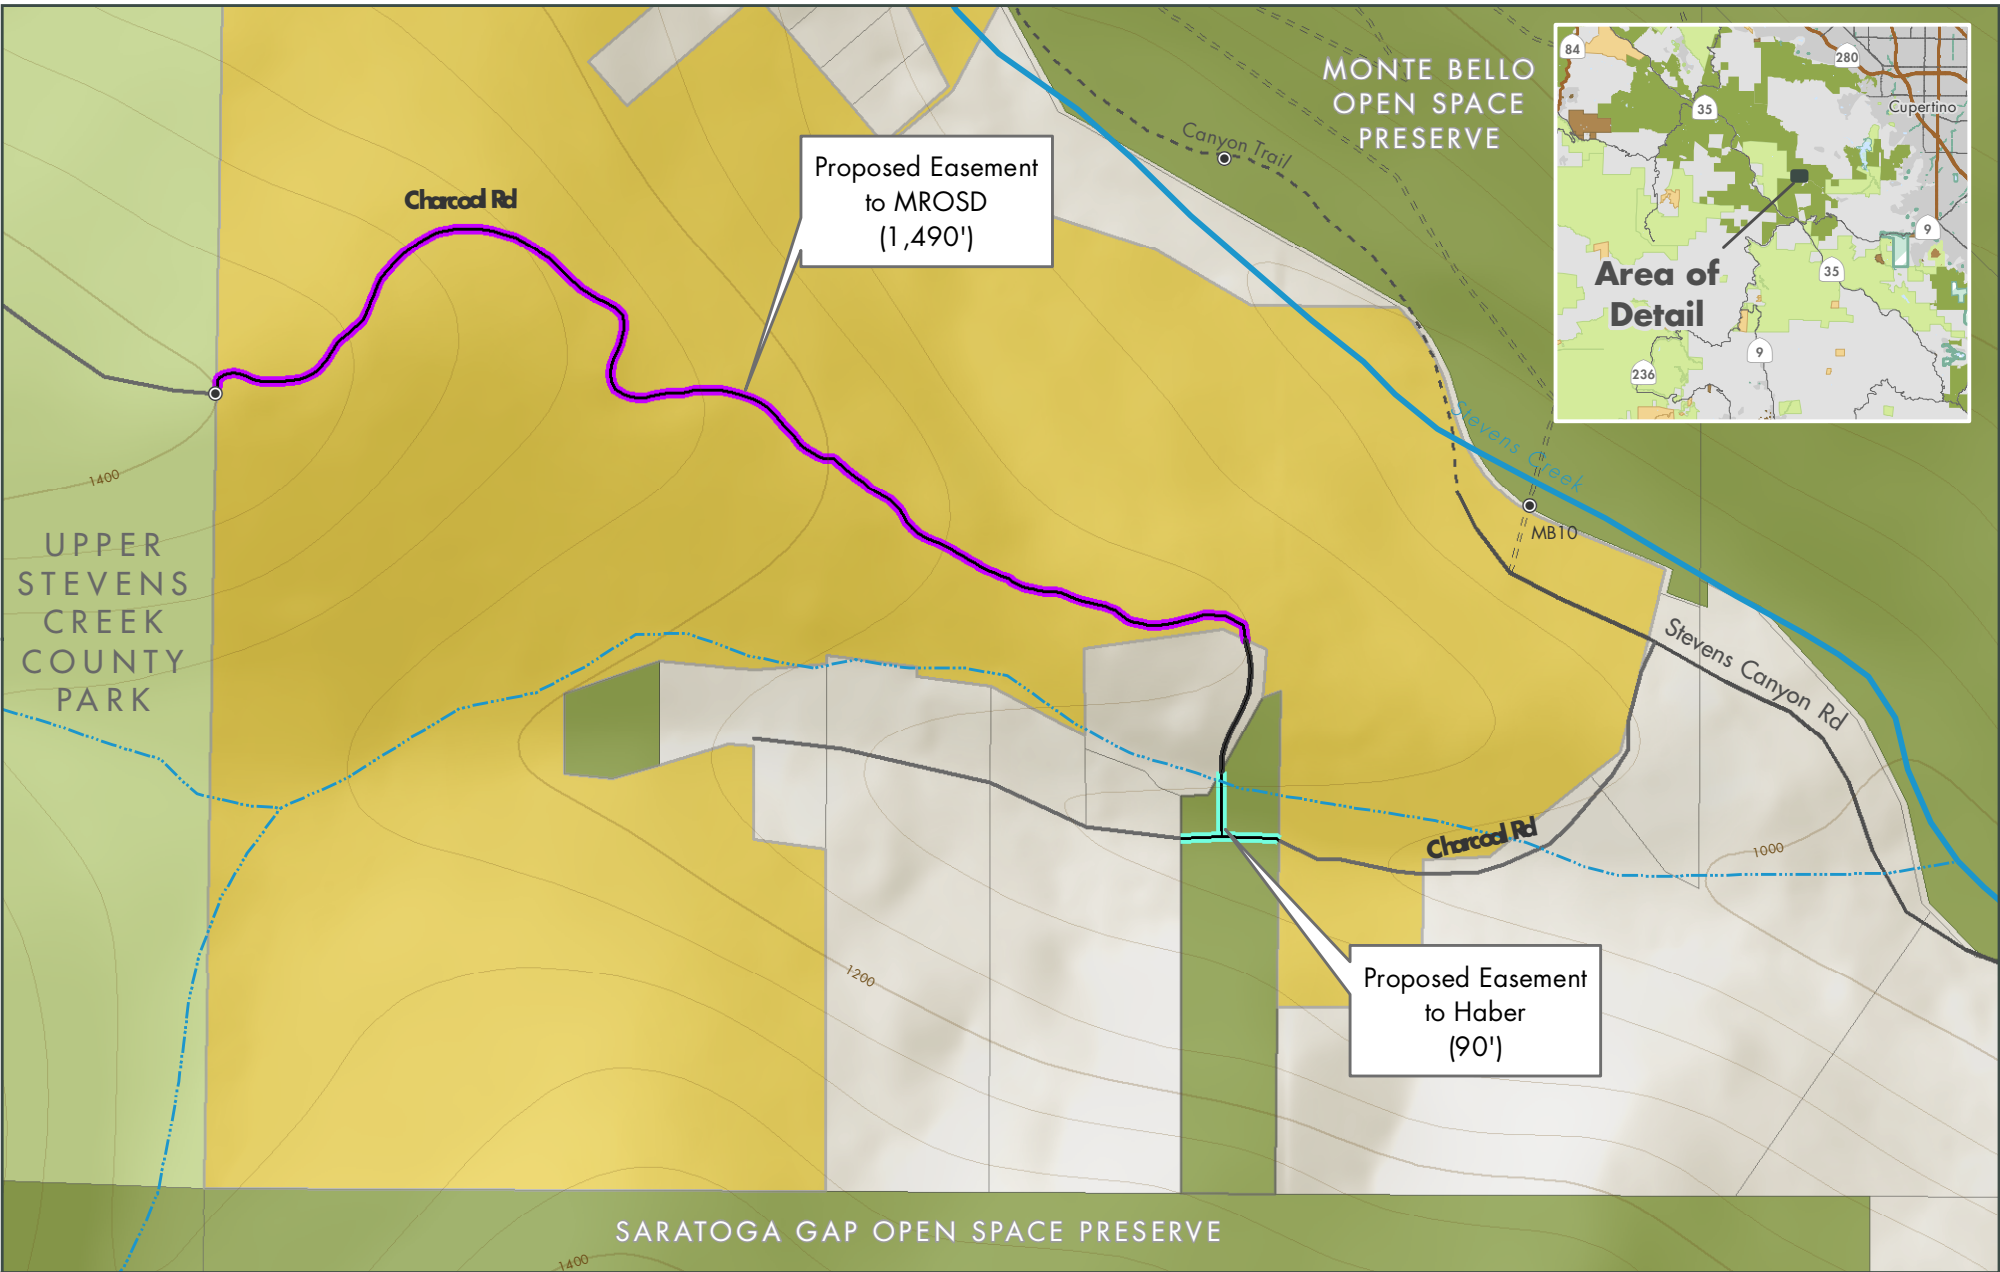 MONTE BELLO
OPEN SPACE
PRESERVE
84
280
35
Cupertino
9
35
Area of
Detail
9
236
Canyon Trail
Proposed Easement
to MROSD
(1,490')
Charcoal Rd
Stevens Creek
1400
MB10
UPPER
STEVENS
CREEK
COUNTY
PARK
Stevens Canyon Rd
Charcoal Rd
1000
1200
Proposed Easement
to Haber
(90')
SARATOGA GAP OPEN SPACE PRESERVE
1400